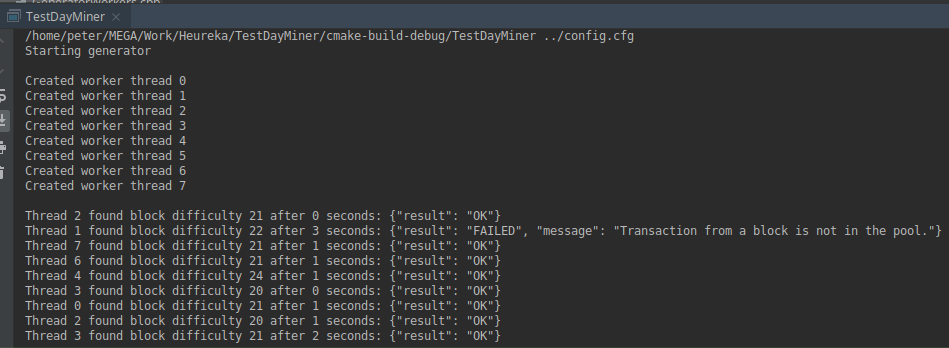 TestDayMiner
/home/peter/MEGA/Work/Heureka/TestDayMiner/cmake-build-debug/TestDayMiner ../config.cfg
Starting generator
Created worker thread 0
Created worker thread 1
Created worker thread 2
Created worker thread 3
Created worker thread 4
Created worker thread 5
Created worker thread 6
Created worker thread 7
Thread 2 found block difficulty 21 after 0 seconds: {"result": "OK"}
Thread 1 found block difficulty 22 after 3 seconds: {"result": "FAILED", "message": "Transaction from a block is not in the pool."}
Thread 7 found block difficulty 21 after 1 seconds: {"result": "OK"}
Thread 6 found block difficulty 21 after 1 seconds: {"result": "OK"}
Thread 4 found block difficulty 24 after 1 seconds: {"result": "OK"}
Thread 3 found block difficulty 20 after 0 seconds: {"result": "OK"}
Thread 0 found block difficulty 21 after 1 seconds: {"result": "OK"}
Thread 2 found block difficulty 20 after 1 seconds: {"result": "OK"}
Thread 3 found block difficulty 21 after 2 seconds: {"result": "OK"}